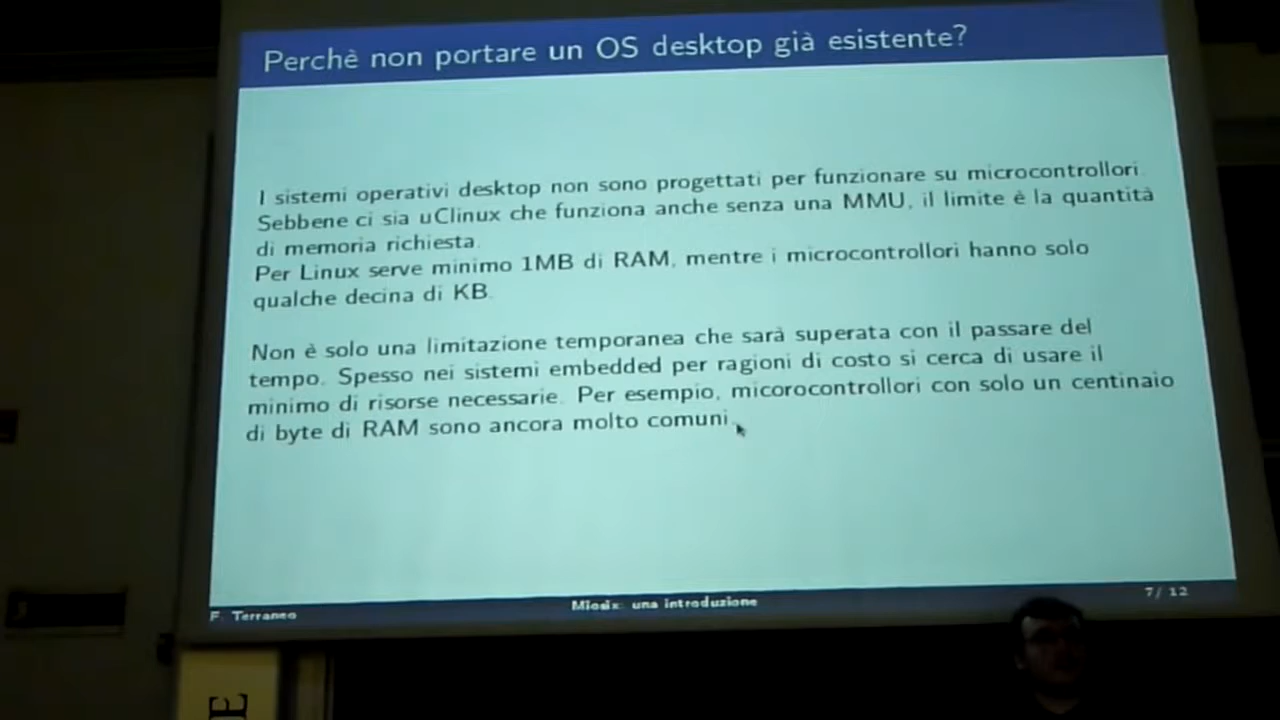 Perchè non portare un OS desktop già esistente?
I sistemi operativi desktop non sono progettati per funzionare su microcontrollori.
Sebbene ci sia uClinux che funziona anche senza una MMU, il limite è la quantità
di memoria richiesta.
Per Linux serve minimo 1MB di RAM, mentre i microcontrollori hanno solo
qualche decina di KB.
Non è solo una limitazione temporanea che sarà superata con il passare del
tempo. Spesso nei sistemi embedded per ragioni di costo si cerca di usare il
minimo di risorse necessarie. Per esempio, micorocontrollori con solo un centinaio
di byte di RAM sono ancora molto comuni.
F. Terraneo
Miosix: una introduzione
7/ 12